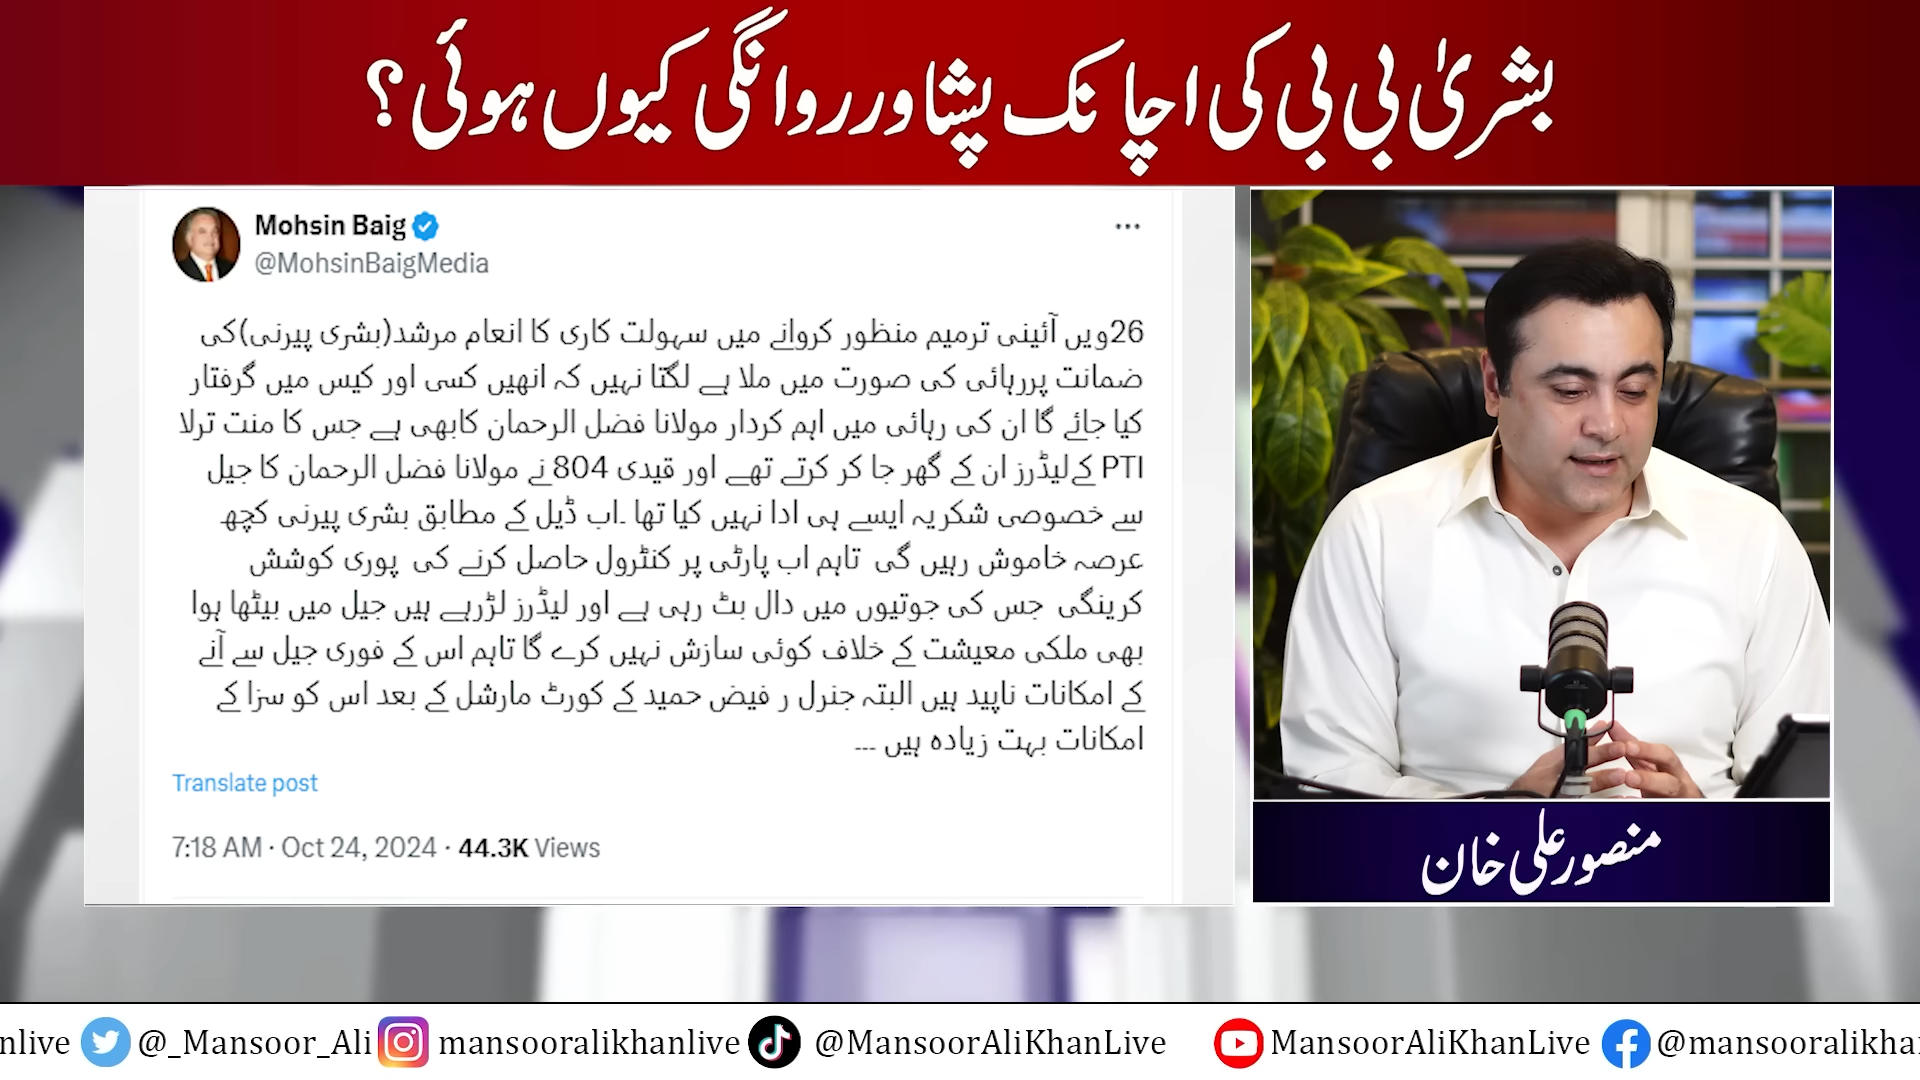 بشریٰ بی بی کی اچانک پشاور روانگی کیوں ہوئی؟
Mohsin Baig
@MohsinBaigMedia
26ویں آئینی ترمیم منظور کروانے میں سہولت کاری کا انعام مرشد(بشری پیرنی)کی
ضمانت پررہائی کی صورت میں ملا ہے لگتا نہیں کہ انھیں کسی اور کیس میں گرفتار
کیا جائے گا ان کی رہائی میں اہم کردار مولانا فضل الرحمان کابھی ہے جس کا منت ترلا
PTI کےلیڈرز ان کے گھر جا کر کرتے تھے اور قیدی 804 نے مولانا فضل الرحمان کا جیل
سے خصوصی شکریہ ایسے ہی ادا نہیں کیا تھا ۔اب ڈیل کے مطابق بشری پیرنی کچھ
عرصہ خاموش رہیں گی تاہم اب پارٹی پر کنٹرول حاصل کرنے کی پوری کوشش
کرینگی جس کی جوتیوں میں دال بٹ رہی ہے اور لیڈرز لڑرہے ہیں جیل میں بیٹھا ہوا
بھی ملکی معیشت کے خلاف کوئی سازش نہیں کرے گا تاہم اس کے فوری جیل سے آنے
کے امکانات ناپید ہیں البتہ جنرل ر فیض حمید کے کورٹ مارشل کے بعد اس کو سزا کے
امکانات بہت زیادہ ہیں ...
Translate post
7:18 AM · Oct 24, 2024 · 44.3K Views
منصور علی خان
nlive @_Mansoor_Ali mansooralikhanlive @MansoorAliKhanLive MansoorAliKhanLive @mansooralikha